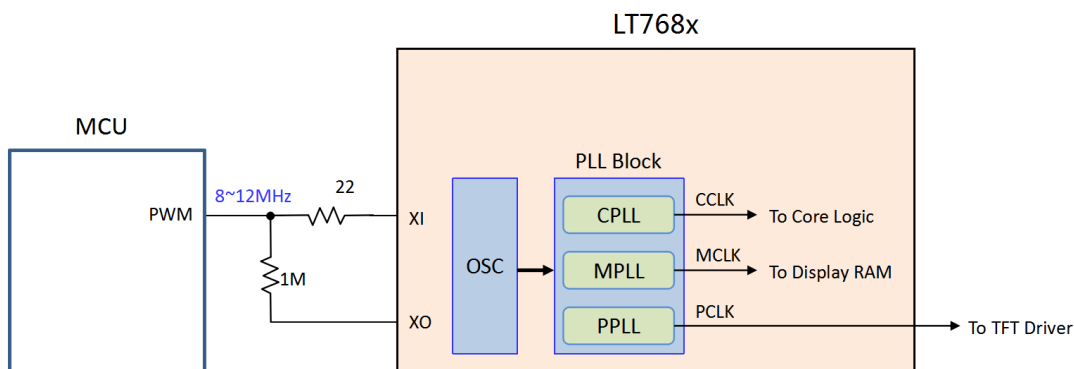 LT768x
MCU
PLL Block
8~12MHz
22
PWM
XI
CPLL
CCLK
To Core Logic
OSC
MPLL
MCLK
To Display RAM
1M
XO
PPLL
PCLK
To TFT Driver